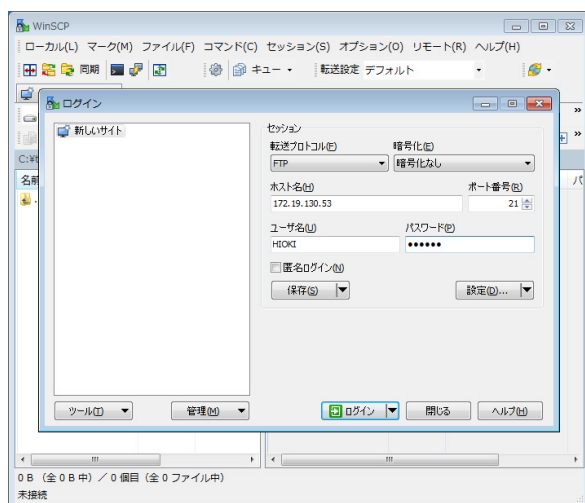 WinSCP
ローカル(L) マーク(M) ファイル(F) コマンド(C) セッション(S) オプション(O) リモート(R) ヘルプ(H)
同期 キュー 転送設定 デフォルト
ログイン
新しいサイト
セッション
転送プロトコル(F) 暗号化(E)
FTP 暗号化なし
ホスト名(H) ポート番号(R)
172.19.130.53 21
ユーザ名(U) パスワード(P)
HIOKI ●●●●●●
匿名ログイン(N)
保存(S) 設定(D)...
ツール(T) 管理(M) ログイン 閉じる ヘルプ(H)
0 B (全 0 B 中) / 0 個目 (全 0 ファイル中)
未接続